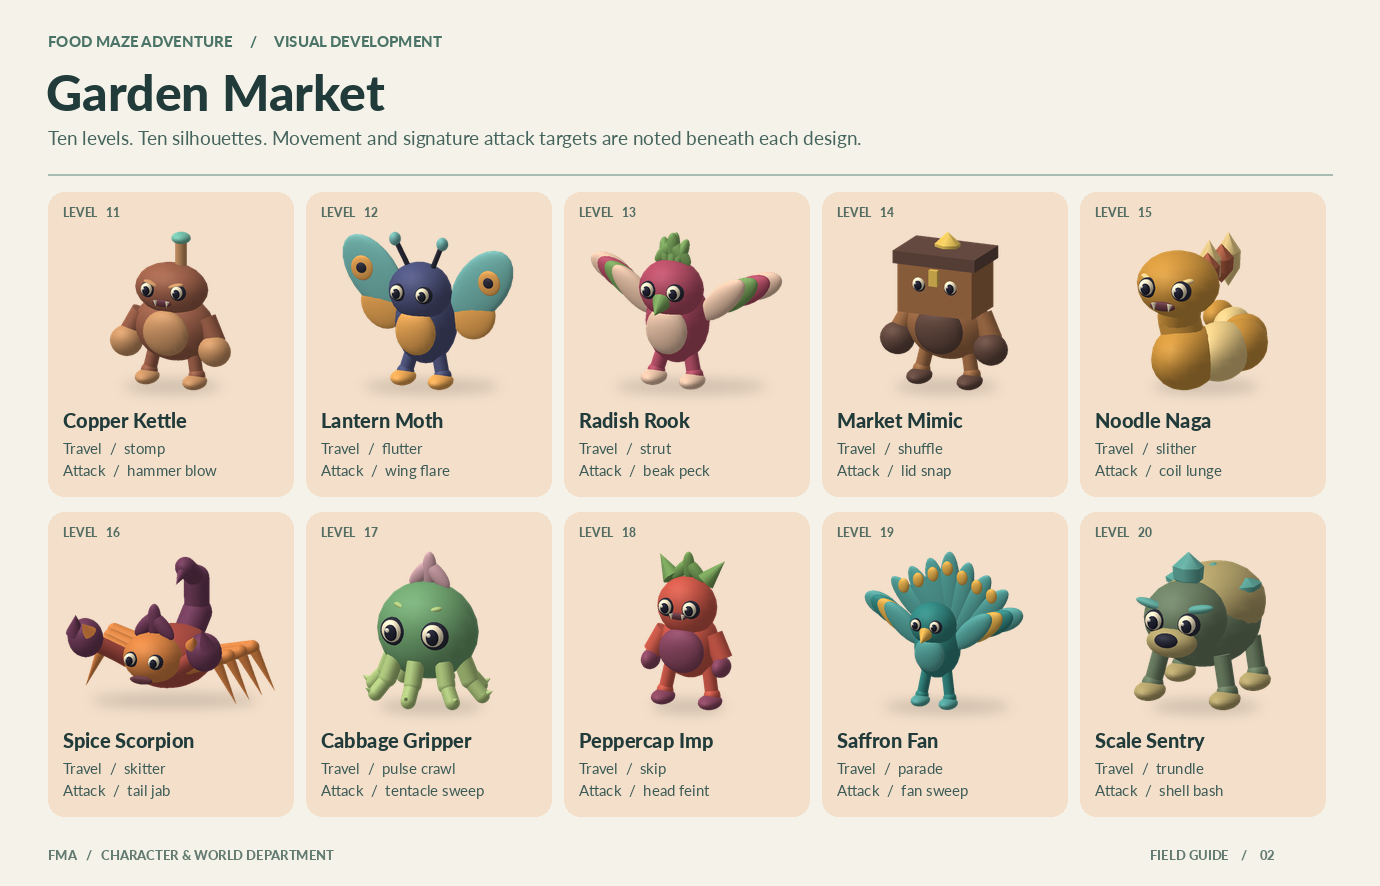 FOOD MAZE ADVENTURE / VISUAL DEVELOPMENT
Garden Market
Ten levels. Ten silhouettes. Movement and signature attack targets are noted beneath each design.
LEVEL 11
Copper Kettle
Travel / stomp
Attack / hammer blow
LEVEL 12
Lantern Moth
Travel / flutter
Attack / wing flare
LEVEL 13
Radish Rook
Travel / strut
Attack / beak peck
LEVEL 14
Market Mimic
Travel / shuffle
Attack / lid snap
LEVEL 15
Noodle Naga
Travel / slither
Attack / coil lunge
LEVEL 16
Spice Scorpion
Travel / skitter
Attack / tail jab
LEVEL 17
Cabbage Gripper
Travel / pulse crawl
Attack / tentacle sweep
LEVEL 18
Peppercap Imp
Travel / skip
Attack / head feint
LEVEL 19
Saffron Fan
Travel / parade
Attack / fan sweep
LEVEL 20
Scale Sentry
Travel / trundle
Attack / shell bash
FMA / CHARACTER & WORLD DEPARTMENT
FIELD GUIDE / 02